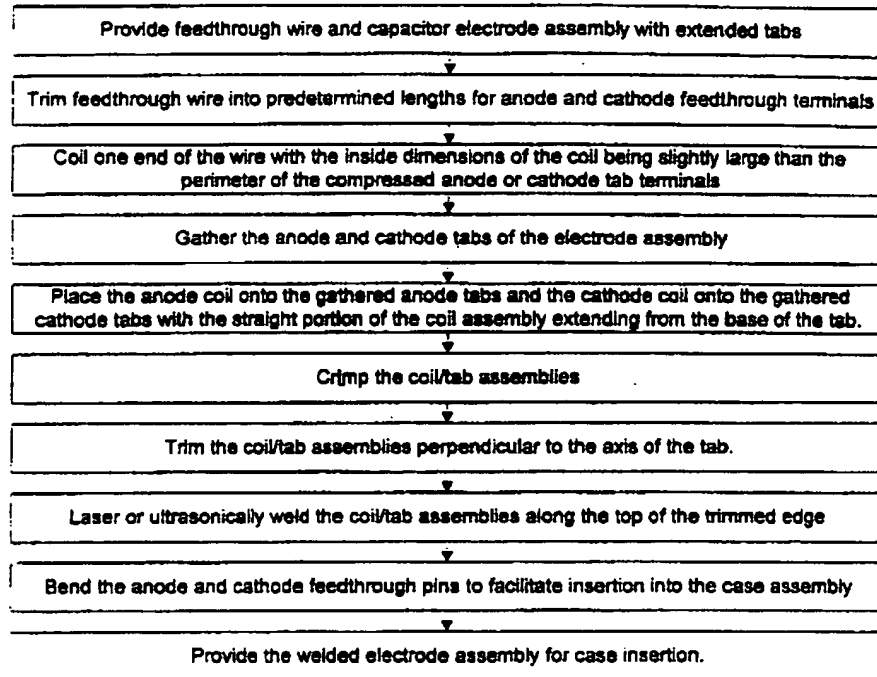 Provide feedthrough wire and capacitor electrode assembly with extended tabs
Trim feedthrough wire into predetermined lengths for anode and cathode feedthrough terminals
Coil one end of the wire with the inside dimensions of the coil being slightly large than the
perimeter of the compressed anode or cathode tab terminals
Gather the anode and cathode tabs of the electrode assembly
Place the anode coil onto the gathered anode tabs and the cathode coil onto the gathered
cathode tabs with the straight portion of the coil assembly extending from the base of the tab.
Crimp the coil/tab assemblies
Trim the coil/tab assemblies perpendicular to the axis of the tab.
Laser or ultrasonically weld the coil/tab assemblies along the top of the trimmed edge
Bend the anode and cathode feedthrough pins to facilitate insertion into the case assembly
Provide the welded electrode assembly for case insertion.